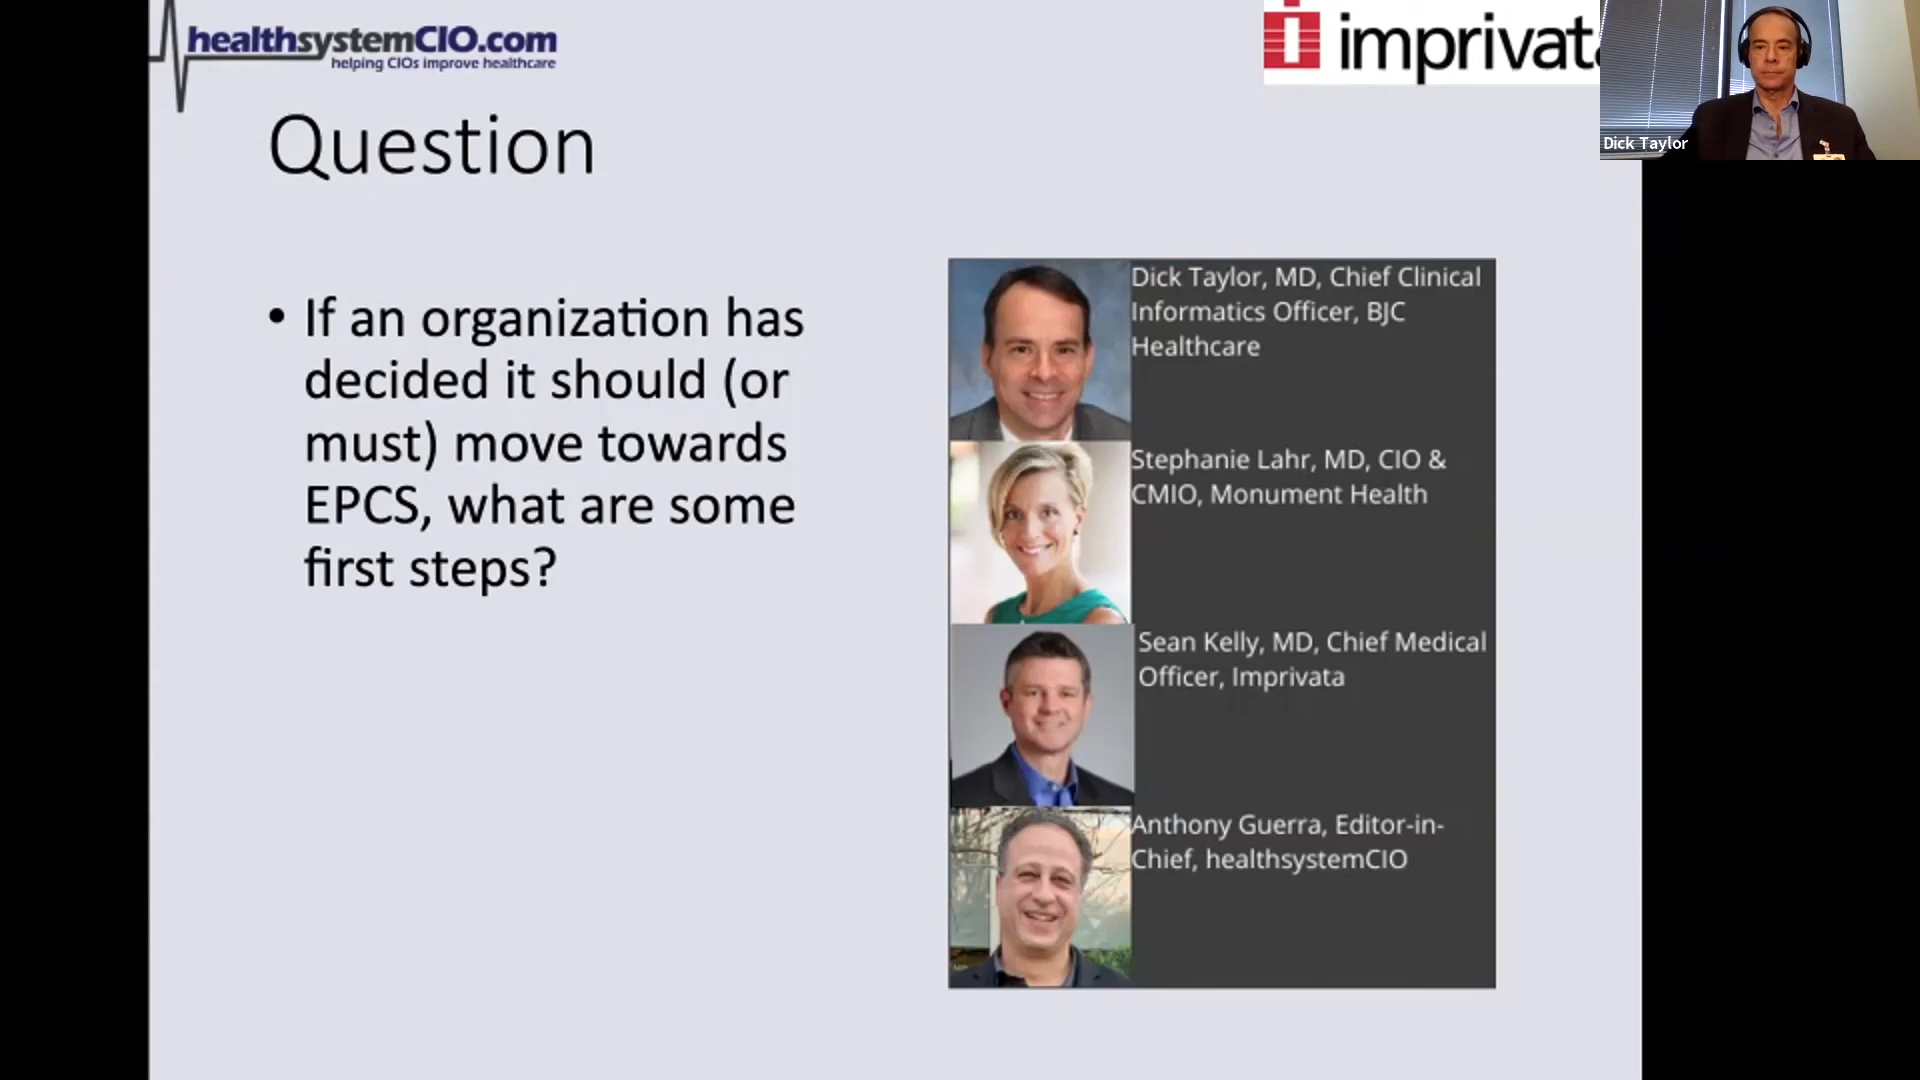 healthsystemCIO.com
helping CIOs improve healthcare
imprivata
Dick Taylor
Question
• If an organization has
decided it should (or
must) move towards
EPCS, what are some
first steps?
Dick Taylor, MD, Chief Clinical
Informatics Officer, BJC
Healthcare
Stephanie Lahr, MD, CIO &
CMIO, Monument Health
Sean Kelly, MD, Chief Medical
Officer, Imprivata
Anthony Guerra, Editor-in-
Chief, healthsystemCIO